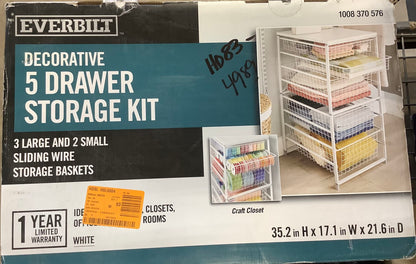 EVERBILT
1008 370 576
DECORATIVE
5 DRAWER
STORAGE KIT
HD83
4989
3 LARGE AND 2 SMALL
SLIDING WIRE
STORAGE BASKETS
1 YEAR
LIMITED
WARRANTY
CLOSETS,
ROOMS
WHITE
Craft Closet
35.2 in H x 17.1 in W x 21.6 in D